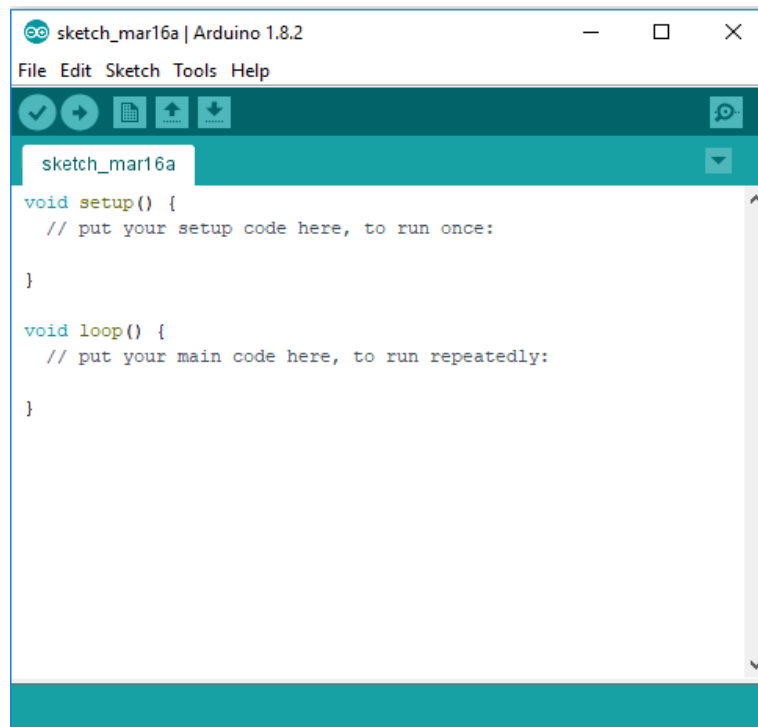 sketch_mar16a | Arduino 1.8.2
File Edit Sketch Tools Help
sketch_mar16a
void setup() {
  // put your setup code here, to run once:
}
void loop() {
  // put your main code here, to run repeatedly:
}